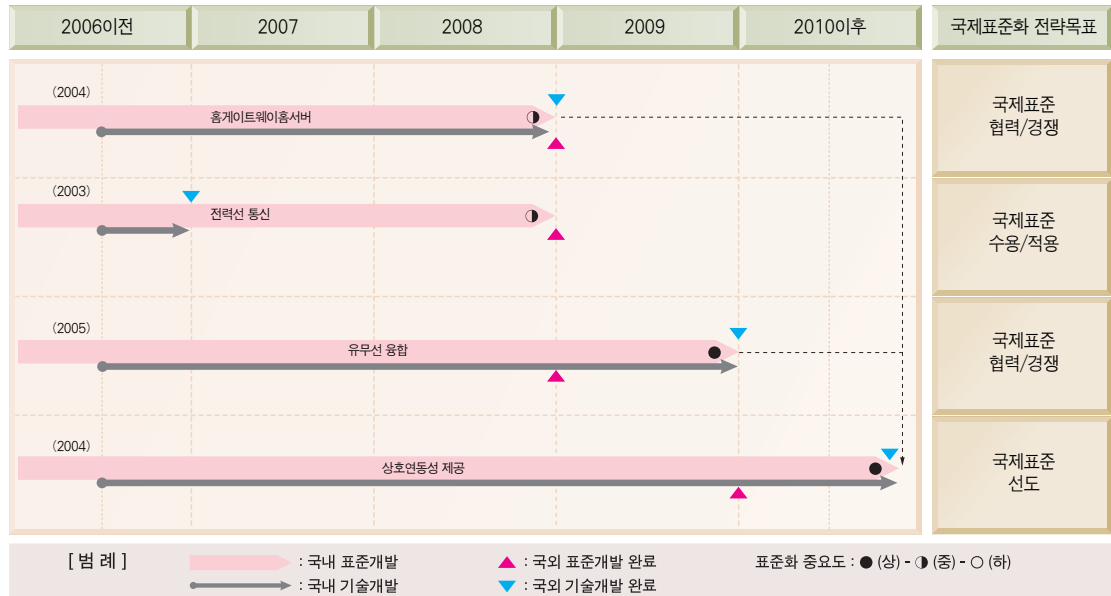 2006이전 2007 2008 2009 2010이후 국제표준화 전략목표
(2004)
홈게이트웨이홈서버
국제표준
협력/경쟁
(2003)
전력선 통신
국제표준
수용/적용
(2005)
유무선 융합
국제표준
협력/경쟁
(2004)
상호연동성 제공
국제표준
선도
[ 범 례 ] : 국내 표준개발 : 국외 표준개발 완료 표준화 중요도 : ● (상) - ◑ (중) - ○ (하)
: 국내 기술개발 : 국외 기술개발 완료